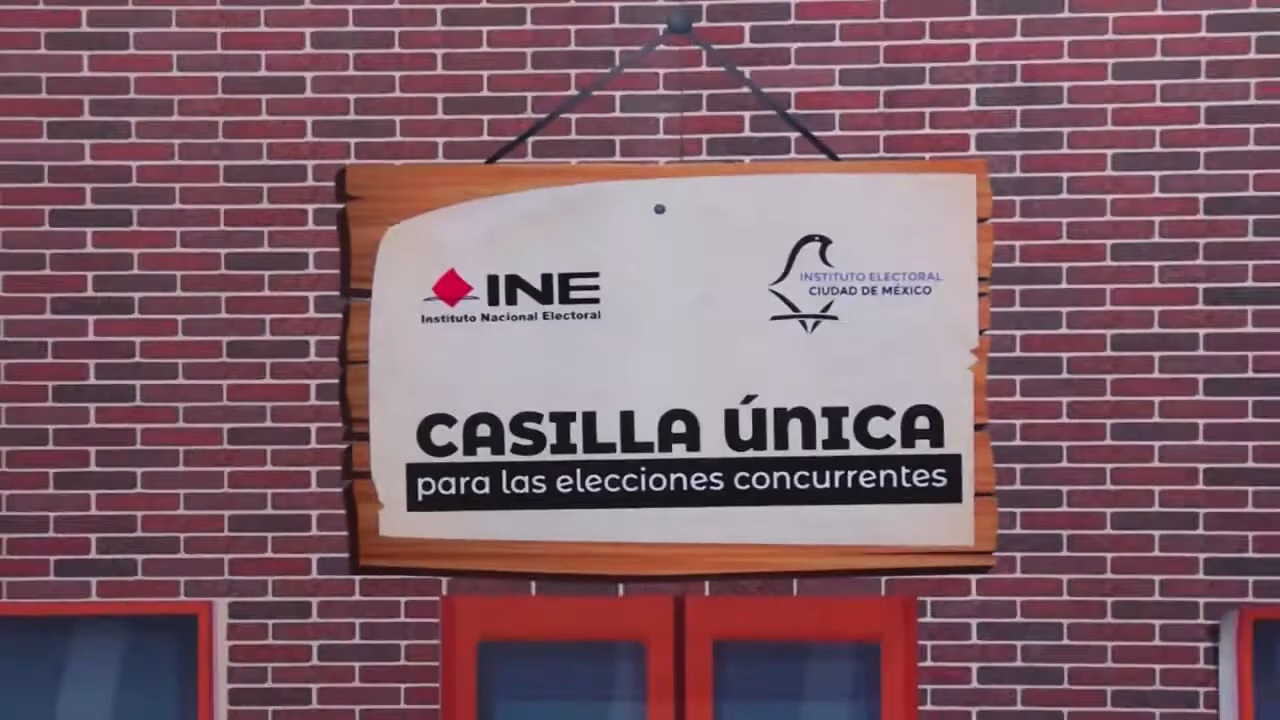 INE
Instituto Nacional Electoral
INSTITUTO ELECTORAL
CIUDAD DE MÉXICO
CASILLA ÚNICA
para las elecciones concurrentes